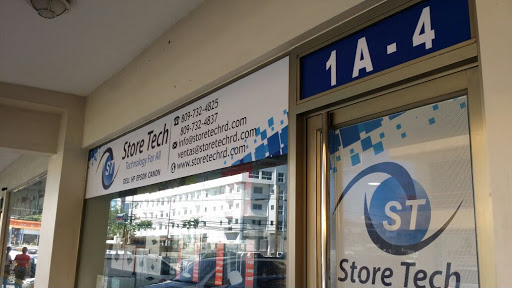 1A-4
Store Tech
Technology For All
DELL HP EPSON CANON
809-732-4825
809-732-4837
info@storetechrd.com
ventas@storetechrd.com
www.storetechrd.com
ST
ST
Store Tech